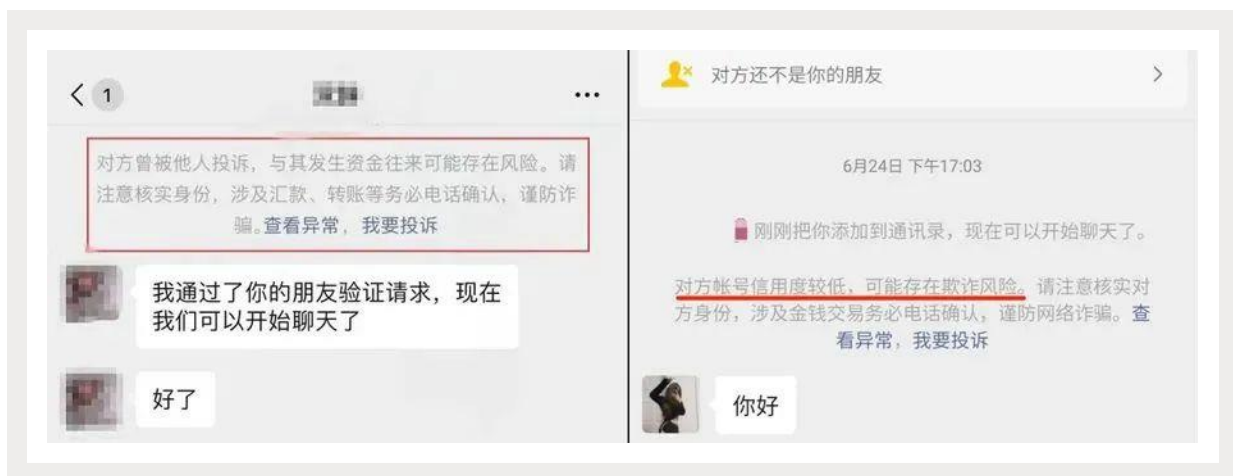 1
...
对方曾被他人投诉，与其发生资金往来可能存在风险。请
注意核实身份，涉及汇款、转账等务必电话确认，谨防诈
骗。查看异常，我要投诉
我通过了你的朋友验证请求，现在
我们可以开始聊天了
好了
对方还不是你的朋友
6月24日 下午17:03
刚刚把你添加到通讯录，现在可以开始聊天了。
对方帐号信用度较低，可能存在欺诈风险。请注意核实对
方身份，涉及金钱交易务必电话确认，谨防网络诈骗。查
看异常，我要投诉
你好